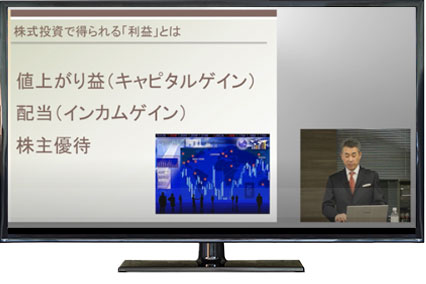 株式投資で得られる「利益」とは
値上がり益（キャピタルゲイン）
配当（インカムゲイン）
株主優待